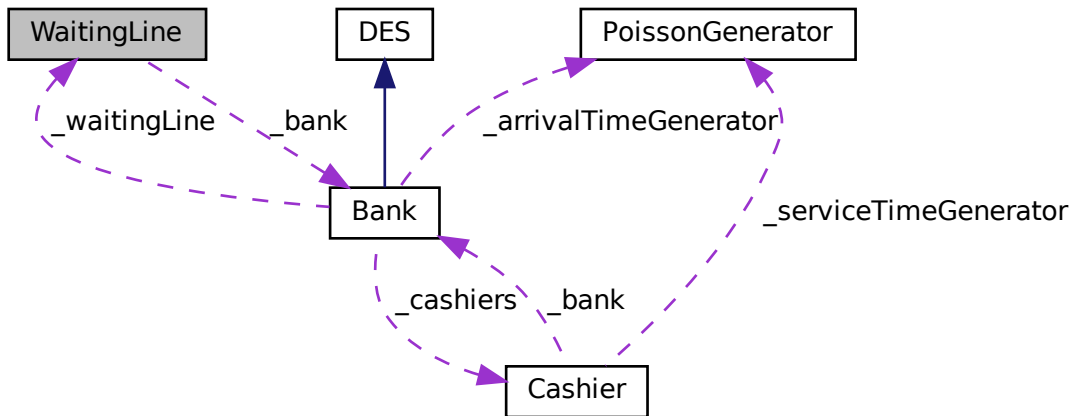 WaitingLine
DES
PoissonGenerator
_waitingLine
_bank
_arrivalTimeGenerator
Bank
_serviceTimeGenerator
_cashiers
_bank
Cashier